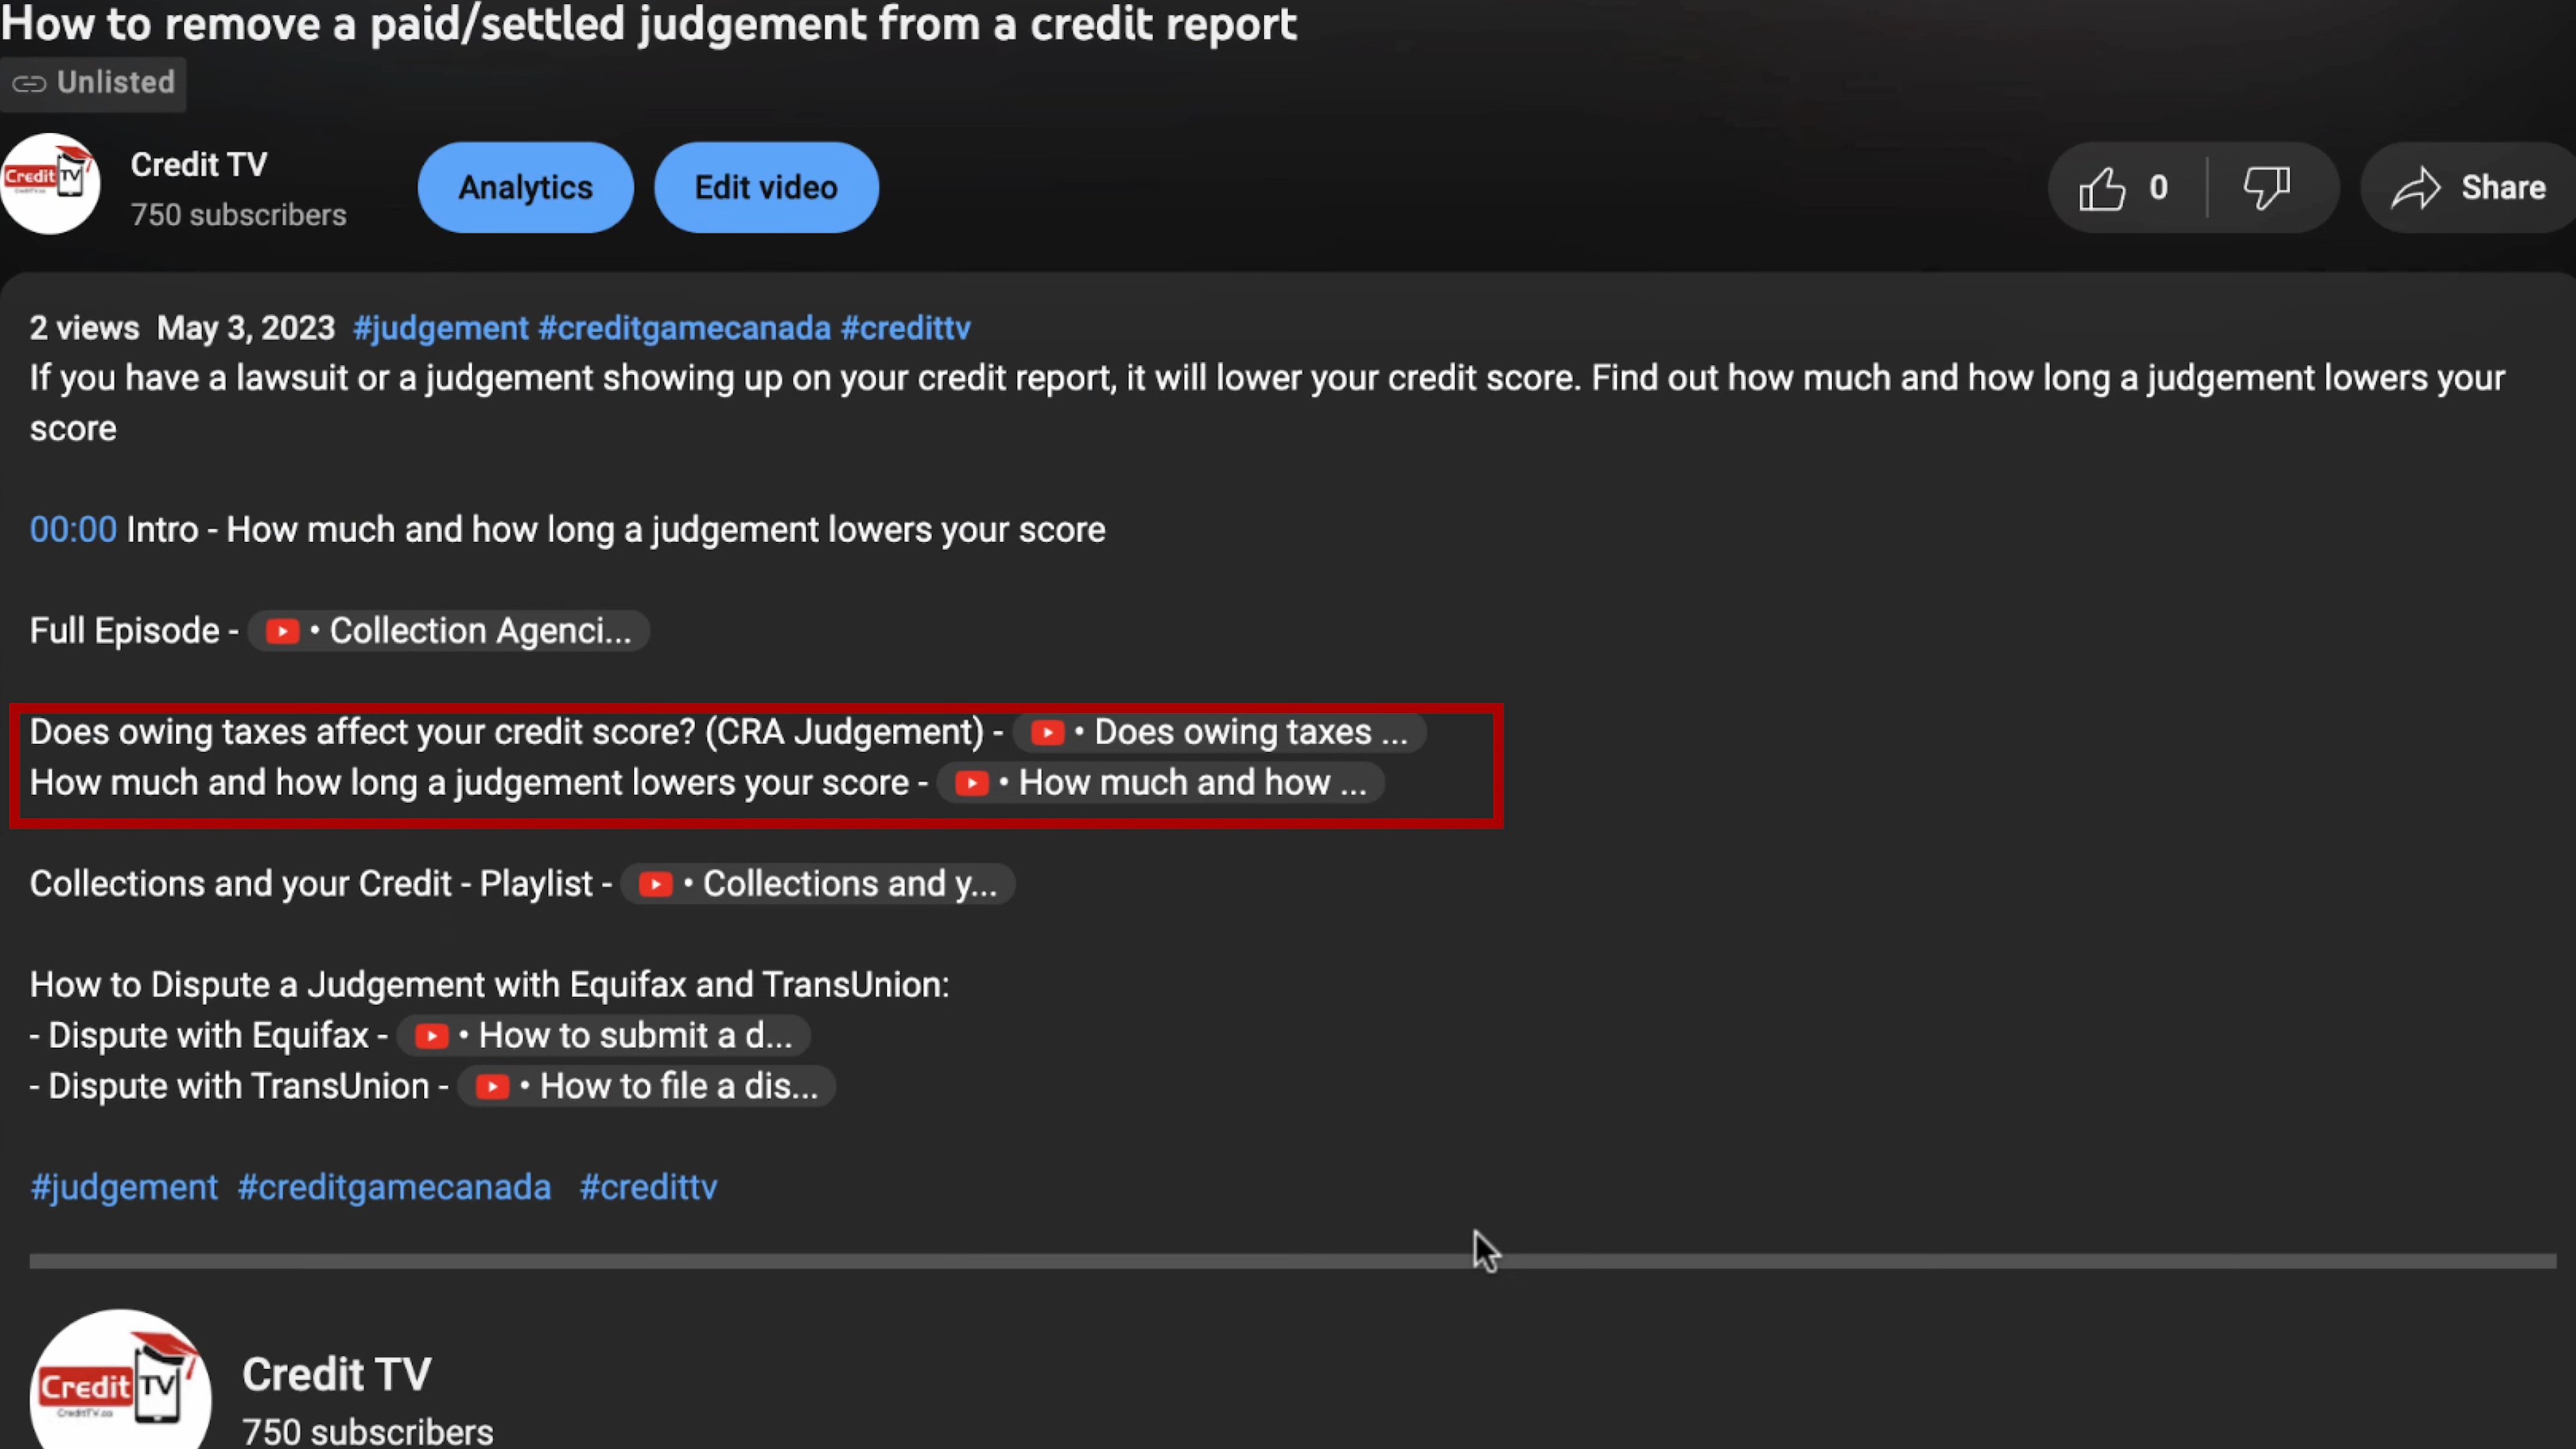 How to remove a paid/settled judgement from a credit report
Unlisted
Credit TV
Credit TV
750 subscribers
Analytics
Edit video
0
Share
2 views May 3, 2023 #judgement #creditgamecanada #credittv
If you have a lawsuit or a judgement showing up on your credit report, it will lower your credit score. Find out how much and how long a judgement lowers your
score
00:00 Intro - How much and how long a judgement lowers your score
Full Episode - • Collection Agenci...
Does owing taxes affect your credit score? (CRA Judgement) - • Does owing taxes ...
How much and how long a judgement lowers your score - • How much and how ...
Collections and your Credit - Playlist - • Collections and y...
How to Dispute a Judgement with Equifax and TransUnion:
- Dispute with Equifax - • How to submit a d...
- Dispute with TransUnion - • How to file a dis...
#judgement #creditgamecanada #credittv
Credit TV
CreditTV.ca
Credit TV
750 subscribers